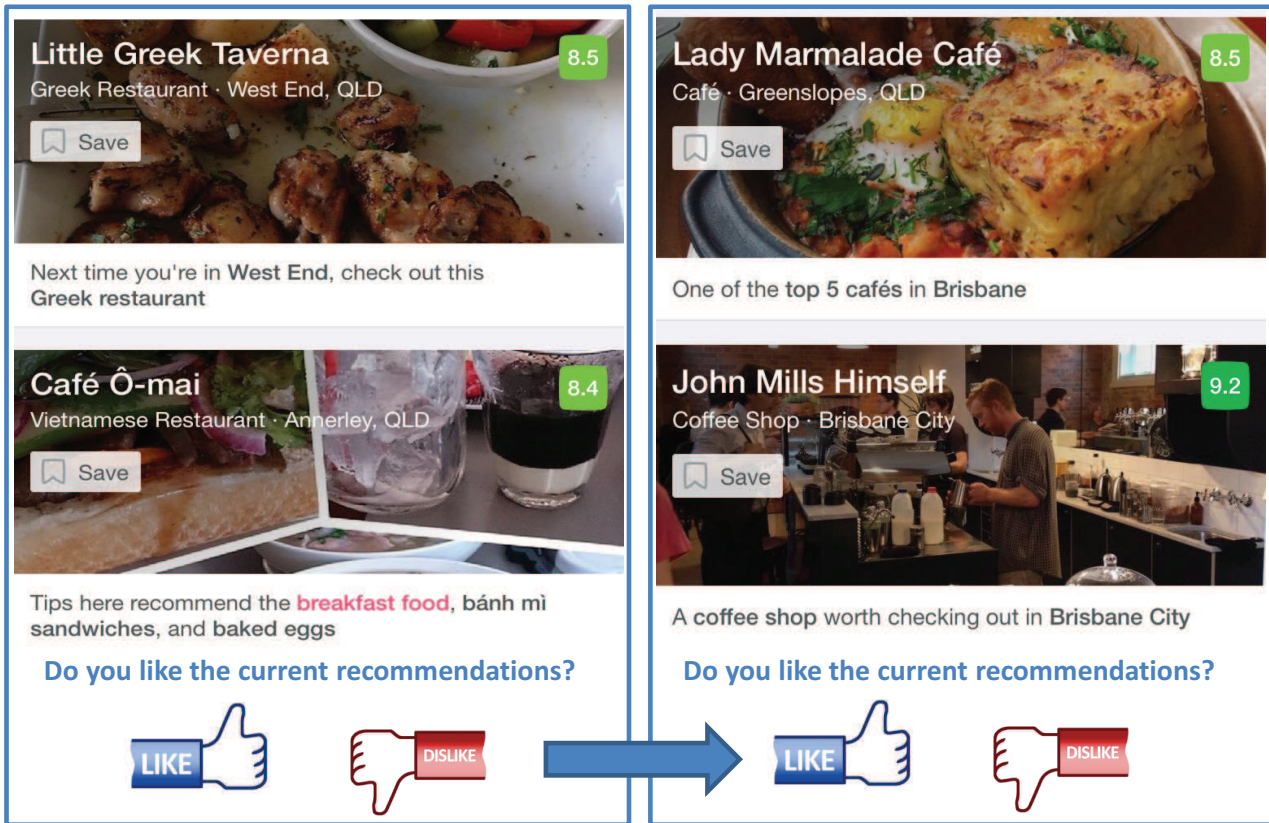 Little Greek Taverna
8.5
Greek Restaurant · West End, QLD
Save
Next time you're in West End, check out this
Greek restaurant
Café Ô-mai
8.4
Vietnamese Restaurant · Annerley, QLD
Save
Tips here recommend the breakfast food, bánh mì
sandwiches, and baked eggs
Do you like the current recommendations?
LIKE
DISLIKE
Lady Marmalade Café
8.5
Café · Greenslopes, QLD
Save
One of the top 5 cafés in Brisbane
John Mills Himself
9.2
Coffee Shop · Brisbane City
Save
A coffee shop worth checking out in Brisbane City
Do you like the current recommendations?
LIKE
DISLIKE